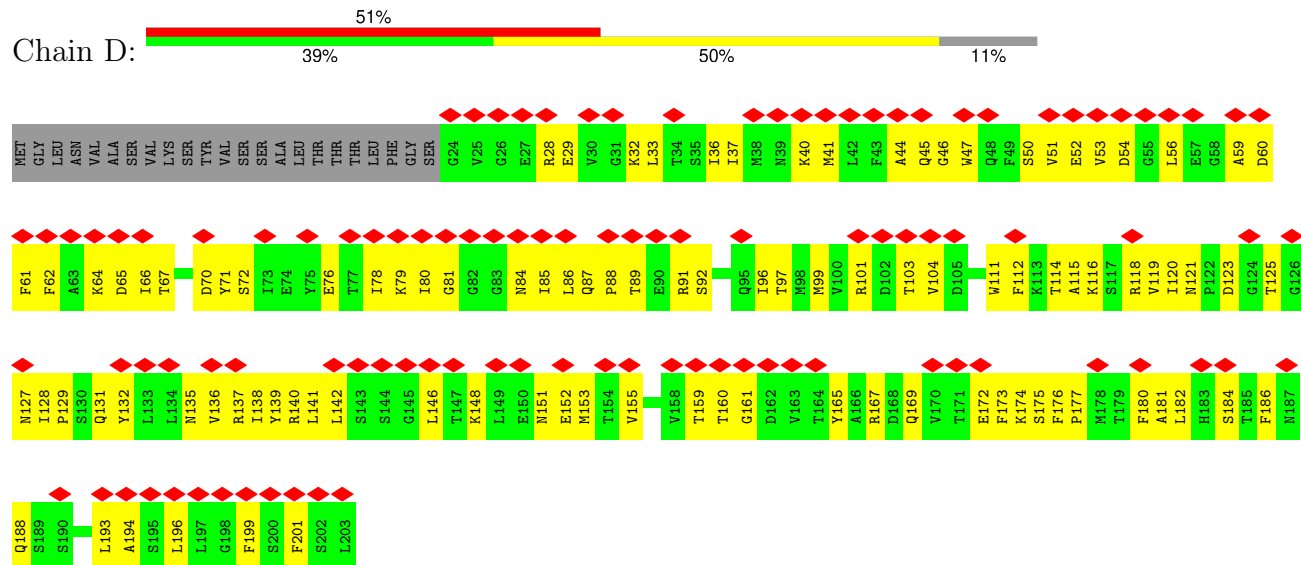 51%
Chain D:
39% 50% 11%
MET GLY LEU ASN VAL ALA SER VAL LYS SER TYR VAL SER SER ALA LEU THR THR THR LEU PHE GLY SER G24 V25 G26 E27 R28 E29 V30 G31 K32 L33 T34 S35 I36 I37 M38 N39 K40 M41 L42 F43 A44 Q45 G46 W47 Q48 F49 S50 V51 E52 V53 D54 G55 L56 E57 G58 A59 D60
F61 F62 A63 K64 D65 I66 T67 D70 Y71 S72 I73 E74 Y75 E76 T77 I78 K79 I80 G81 G82 G83 N84 I85 L86 Q87 P88 T89 E90 R91 S92 Q95 I96 T97 M98 M99 V100 R101 D102 T103 V104 D105 W111 F112 K113 T114 A115 K116 S117 R118 V119 I120 N121 P122 D123 G124 T125 G126
N127 I128 P129 S130 Q131 Y132 L133 L134 N135 V136 R137 I138 Y139 R140 L141 L142 S143 S144 G145 L146 T147 K148 L149 E150 N151 E152 M153 T154 V155 V158 T159 T160 G161 D162 V163 T164 Y165 A166 R167 D168 Q169 V170 T171 E172 F173 K174 S175 F176 P177 M178 T179 F180 A181 L182 H183 S184 T185 F186 N187
Q188 S189 S190 L193 A194 S195 L196 L197 G198 F199 S200 F201 S202 L203